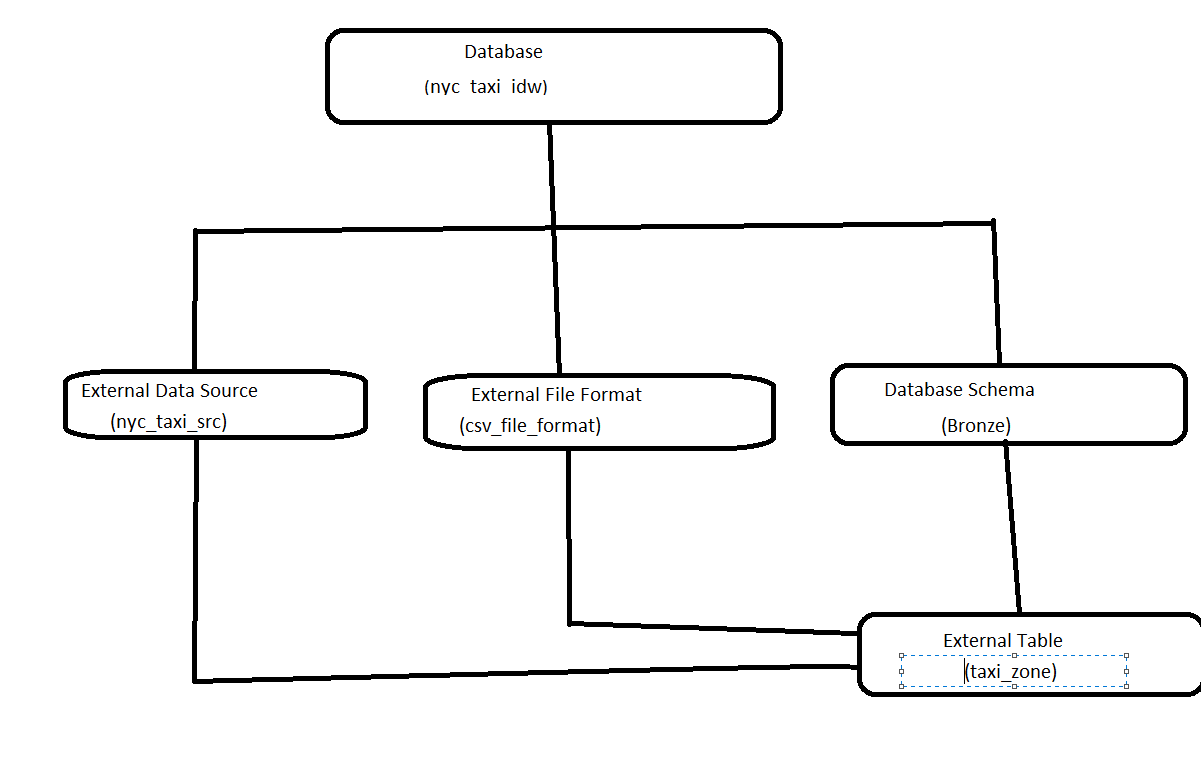 Database
(nyc taxi idw)
External Data Source
(nyc_taxi_src)
External File Format
(csv_file_format)
Database Schema
(Bronze)
External Table
(taxi_zone)